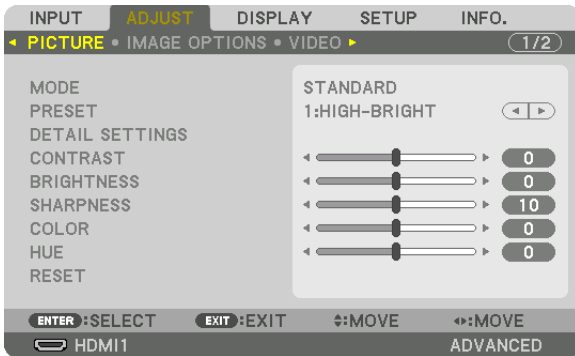 INPUT ADJUST DISPLAY SETUP INFO.
◂ PICTURE • IMAGE OPTIONS • VIDEO ▸ 1/2
MODE STANDARD
PRESET 1:HIGH-BRIGHT
DETAIL SETTINGS
CONTRAST 0
BRIGHTNESS 0
SHARPNESS 10
COLOR 0
HUE 0
RESET
ENTER:SELECT EXIT:EXIT :MOVE :MOVE
HDMI1 ADVANCED